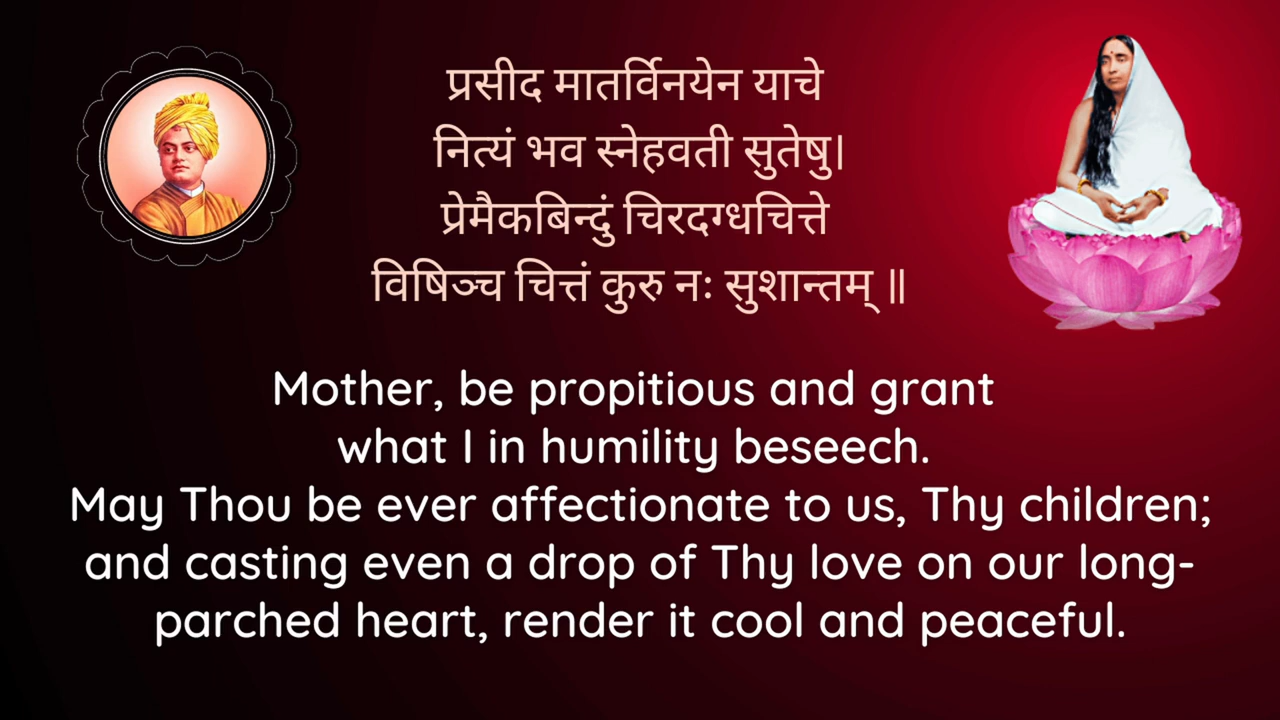 प्रसीद मातर्विनयेन याचे
नित्यं भव स्नेहवती सुतेषु।
प्रेमैकबिन्दुं चिरदग्धचित्ते
विषिञ्च चित्तं कुरु नः सुशान्तम् ॥
Mother, be propitious and grant
what I in humility beseech.
May Thou be ever affectionate to us, Thy children;
and casting even a drop of Thy love on our long-
parched heart, render it cool and peaceful.